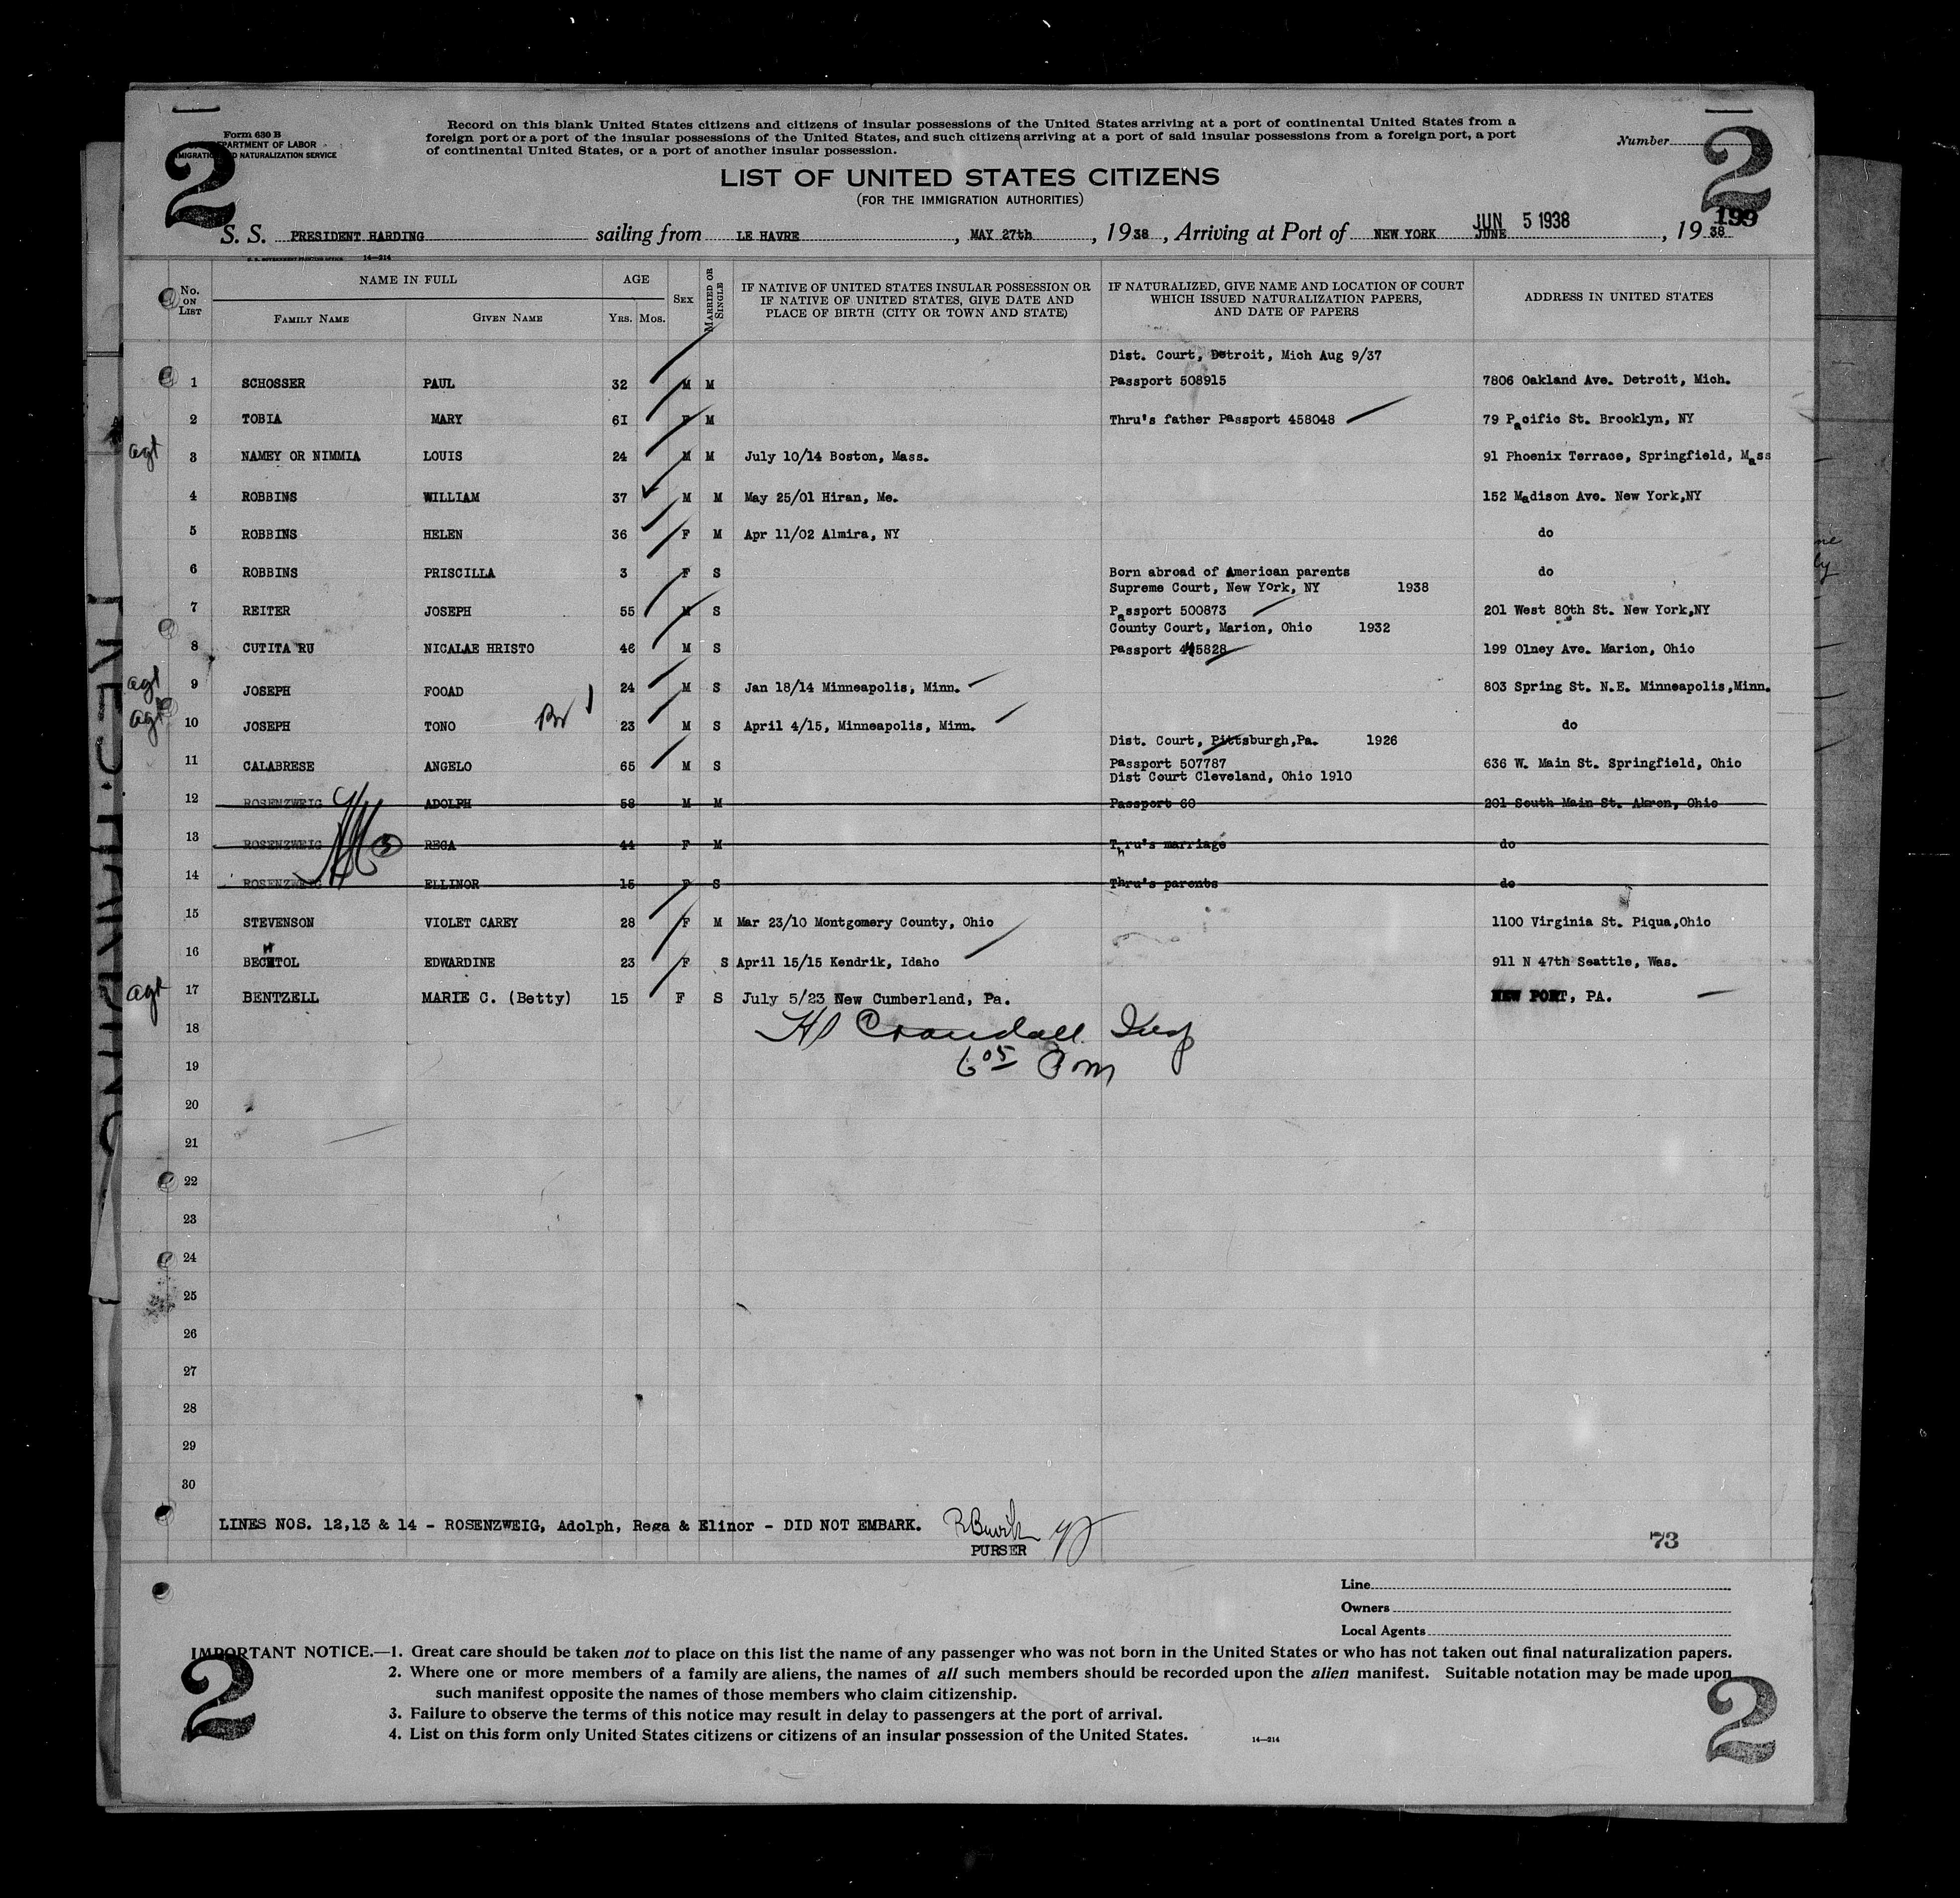 2
2
Form 630 B
DEPARTMENT OF LABOR
IMMIGRATION AND NATURALIZATION SERVICE
Record on this blank United States citizens and citizens of insular possessions of the United States arriving at a port of continental United States from a
foreign port or a port of the insular possessions of the United States, and such citizens arriving at a port of said insular possessions from a foreign port, a port
of continental United States, or a port of another insular possession.
Number
LIST OF UNITED STATES CITIZENS
(FOR THE IMMIGRATION AUTHORITIES)
JUN 5 1938
199
S. S. PRESIDENT HARDING sailing from LE HAVRE, MAY 27th, 1938, Arriving at Port of NEW YORK JUNE, 1938
U. S. GOVERNMENT PRINTING OFFICE 14—214
No. ON LIST NAME IN FULL FAMILY NAME GIVEN NAME AGE YRS. MOS. SEX MARRIED OR SINGLE IF NATIVE OF UNITED STATES INSULAR POSSESSION OR IF NATIVE OF UNITED STATES, GIVE DATE AND PLACE OF BIRTH (CITY OR TOWN AND STATE) IF NATURALIZED, GIVE NAME AND LOCATION OF COURT WHICH ISSUED NATURALIZATION PAPERS, AND DATE OF PAPERS ADDRESS IN UNITED STATES
Dist. Court, Detroit, Mich Aug 9/37
1 SCHOSSER PAUL 32 M M Passport 508915 7806 Oakland Ave. Detroit, Mich.
2 TOBIA MARY 61 F M Thru's father Passport 458048 79 Pacific St. Brooklyn, NY
agt 3 NAMEY OR NIMMIA LOUIS 24 M M July 10/14 Boston, Mass. 91 Phoenix Terrace, Springfield, Mass
4 ROBBINS WILLIAM 37 M M May 25/01 Hiran, Me. 152 Madison Ave. New York,NY
5 ROBBINS HELEN 36 F M Apr 11/02 Almira, NY do
6 ROBBINS PRISCILLA 3 F S Born abroad of American parents do
Supreme Court, New York, NY 1938
7 REITER JOSEPH 55 M S Passport 500873 201 West 80th St. New York,NY
County Court, Marion, Ohio 1932
8 CUTITA RU NICALAE HRISTO 46 M S Passport 445828 199 Olney Ave. Marion, Ohio
agt 9 JOSEPH FOOAD 24 M S Jan 18/14 Minneapolis, Minn. 803 Spring St. N.E. Minneapolis,Minn.
agt 10 JOSEPH TONO 23 M S April 4/15, Minneapolis, Minn. do
Dist. Court, Pittsburgh,Pa. 1926
11 CALABRESE ANGELO 65 M S Passport 507787 636 W. Main St. Springfield, Ohio
Dist Court Cleveland, Ohio 1910
12 ROSENZWEIG ADOLPH 58 M M Passport 60 201 South Main St. Akron, Ohio
13 ROSENZWEIG REGA 44 F M Thru's marriage do
14 ROSENZWEIG ELLINOR 15 F S Thru's parents do
15 STEVENSON VIOLET CAREY 28 F M Mar 23/10 Montgomery County, Ohio 1100 Virginia St. Piqua,Ohio
16 BECHTOL EDWARDINE 23 F S April 15/15 Kendrik, Idaho 911 N 47th Seattle, Was.
agt 17 BENTZELL MARIE C. (Betty) 15 F S July 5/23 New Cumberland, Pa. NEW PORT, PA.
18 Crandall Insp
19 6 05 Pm
20
21
22
23
24
25
26
27
28
29
30
LINES NOS. 12,13 & 14 - ROSENZWEIG, Adolph, Rega & Elinor - DID NOT EMBARK.
PURSER
73
Line
Owners
Local Agents
IMPORTANT NOTICE.—1. Great care should be taken not to place on this list the name of any passenger who was not born in the United States or who has not taken out final naturalization papers.
2. Where one or more members of a family are aliens, the names of all such members should be recorded upon the alien manifest. Suitable notation may be made upon
such manifest opposite the names of those members who claim citizenship.
3. Failure to observe the terms of this notice may result in delay to passengers at the port of arrival.
4. List on this form only United States citizens or citizens of an insular possession of the United States. 14—214
2
2